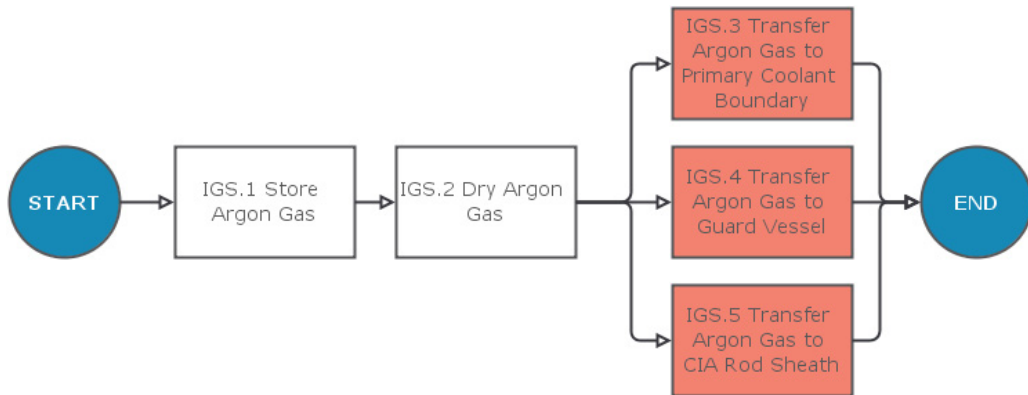 START
IGS.1 Store
Argon Gas
IGS.2 Dry Argon
Gas
IGS.3 Transfer
Argon Gas to
Primary Coolant
Boundary
IGS.4 Transfer
Argon Gas to
Guard Vessel
IGS.5 Transfer
Argon Gas to
CIA Rod Sheath
END